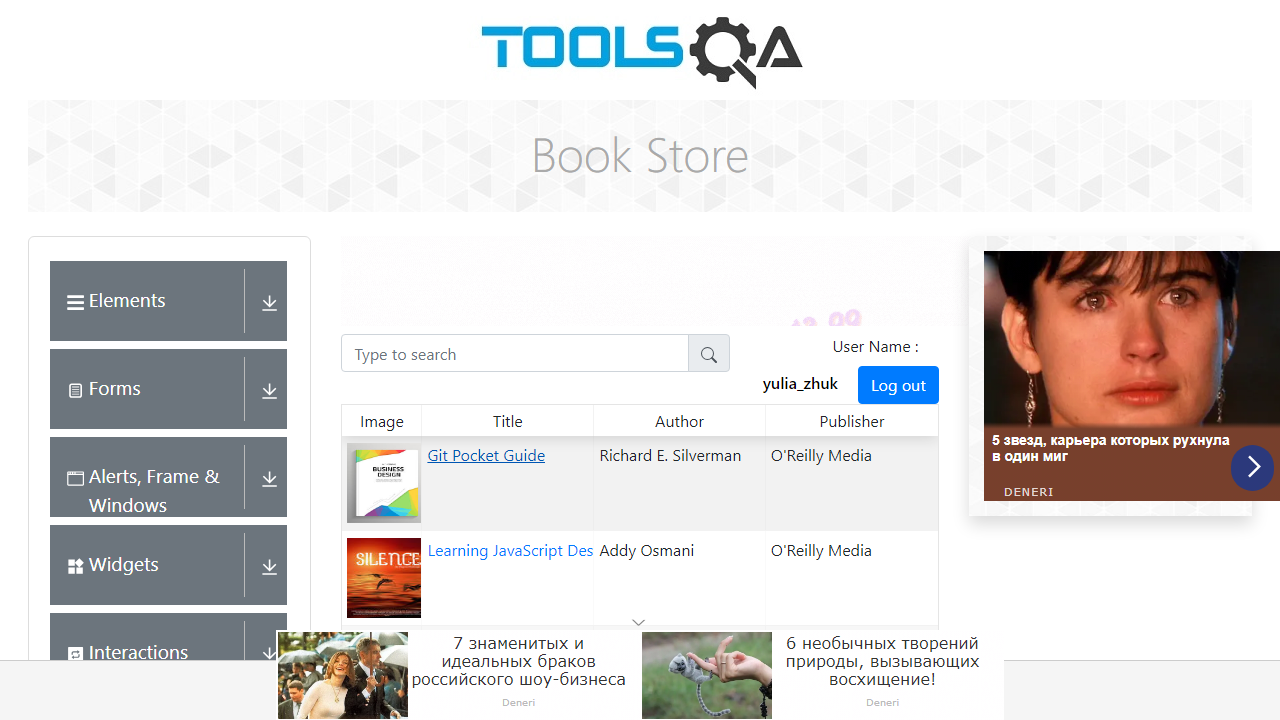 TOOLSQA
Book Store
Elements
Forms
Alerts, Frame &
Windows
Widgets
Interactions
Type to search
User Name :
yulia_zhuk
Log out
Image
Title
Author
Publisher
BUSINESS
DESIGN
Git Pocket Guide
Richard E. Silverman
O'Reilly Media
SILENCE
Learning JavaScript Des
Addy Osmani
O'Reilly Media
5 звезд, карьера которых рухнула
в один миг
DENERI
7 знаменитых и
идеальных браков
российского шоу-бизнеса
Deneri
6 необычных творений
природы, вызывающих
восхищение!
Deneri